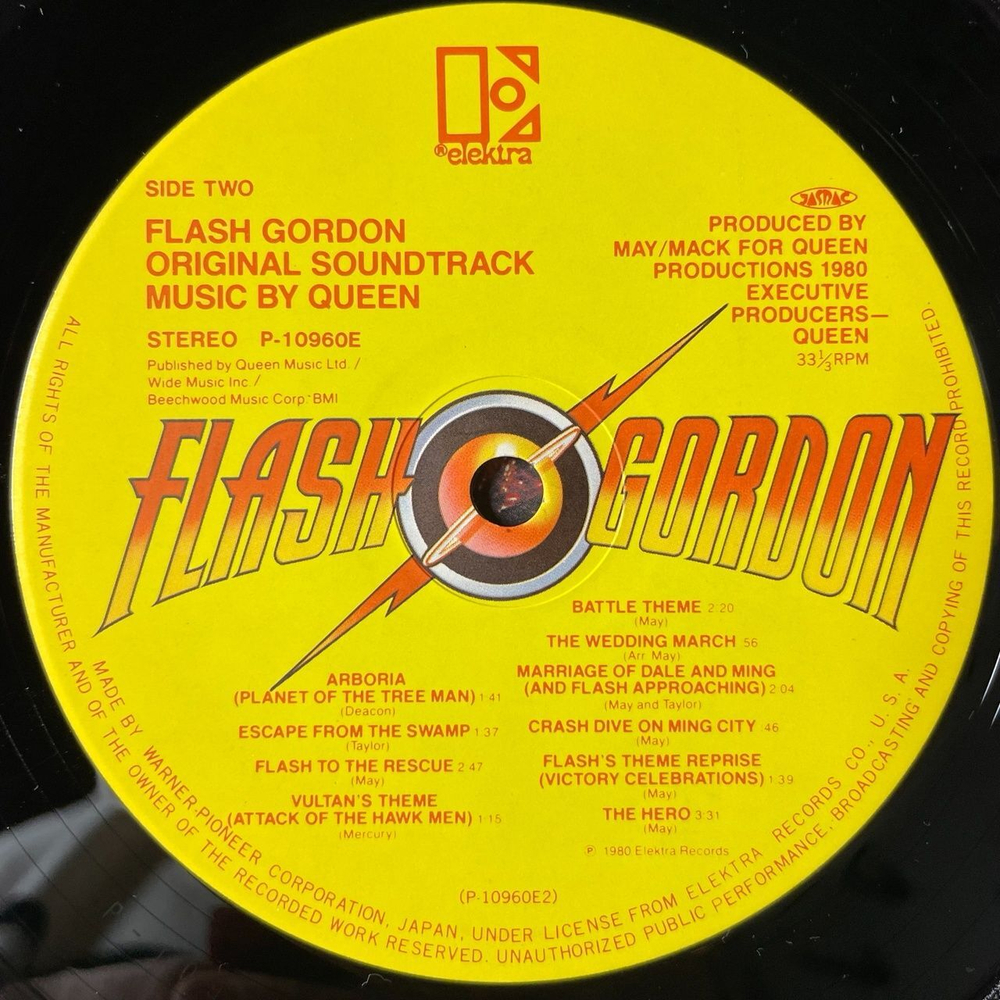 ® elektra
SIDE TWO
FLASH GORDON
ORIGINAL SOUNDTRACK
MUSIC BY QUEEN
STEREO P-10960E
Published by Queen Music Ltd. /
Wide Music Inc. /
Beechwood Music Corp·BMI
JASRAC
PRODUCED BY
MAY/MACK FOR QUEEN
PRODUCTIONS 1980
EXECUTIVE
PRODUCERS—
QUEEN
33⅓RPM
FLASH GORDON
ARBORIA
(PLANET OF THE TREE MAN) 1:41
(Deacon)
ESCAPE FROM THE SWAMP 1:37
(Taylor)
FLASH TO THE RESCUE 2:47
(May)
VULTAN'S THEME
(ATTACK OF THE HAWK MEN) 1:15
(Mercury)
BATTLE THEME 2:20
(May)
THE WEDDING MARCH :56
(Arr. May)
MARRIAGE OF DALE AND MING
(AND FLASH APPROACHING) 2:04
(May and Taylor)
CRASH DIVE ON MING CITY :46
(May)
FLASH'S THEME REPRISE
(VICTORY CELEBRATIONS) 1:39
(May)
THE HERO 3:31
(May)
℗ 1980 Elektra Records
(P-10960E2)
MADE BY WARNER-PIONEER CORPORATION, JAPAN, UNDER LICENSE FROM ELEKTRA RECORDS CO., U. S. A.
ALL RIGHTS OF THE MANUFACTURER AND OF THE OWNER OF THE RECORDED WORK RESERVED. UNAUTHORIZED PUBLIC PERFORMANCE, BROADCASTING AND COPYING OF THIS RECORD PROHIBITED.